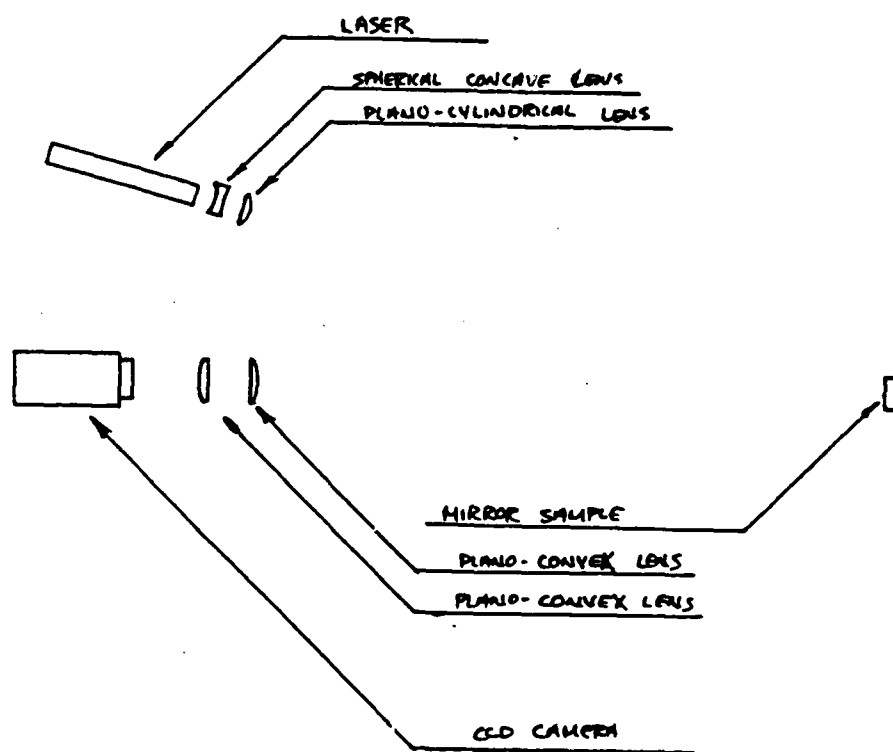 LASER
SPHERICAL CONCAVE LENS
PLANO-CYLINDRICAL LENS
MIRROR SAMPLE
PLANO-CONVEX LENS
PLANO-CONVEX LENS
CCD CAMERA